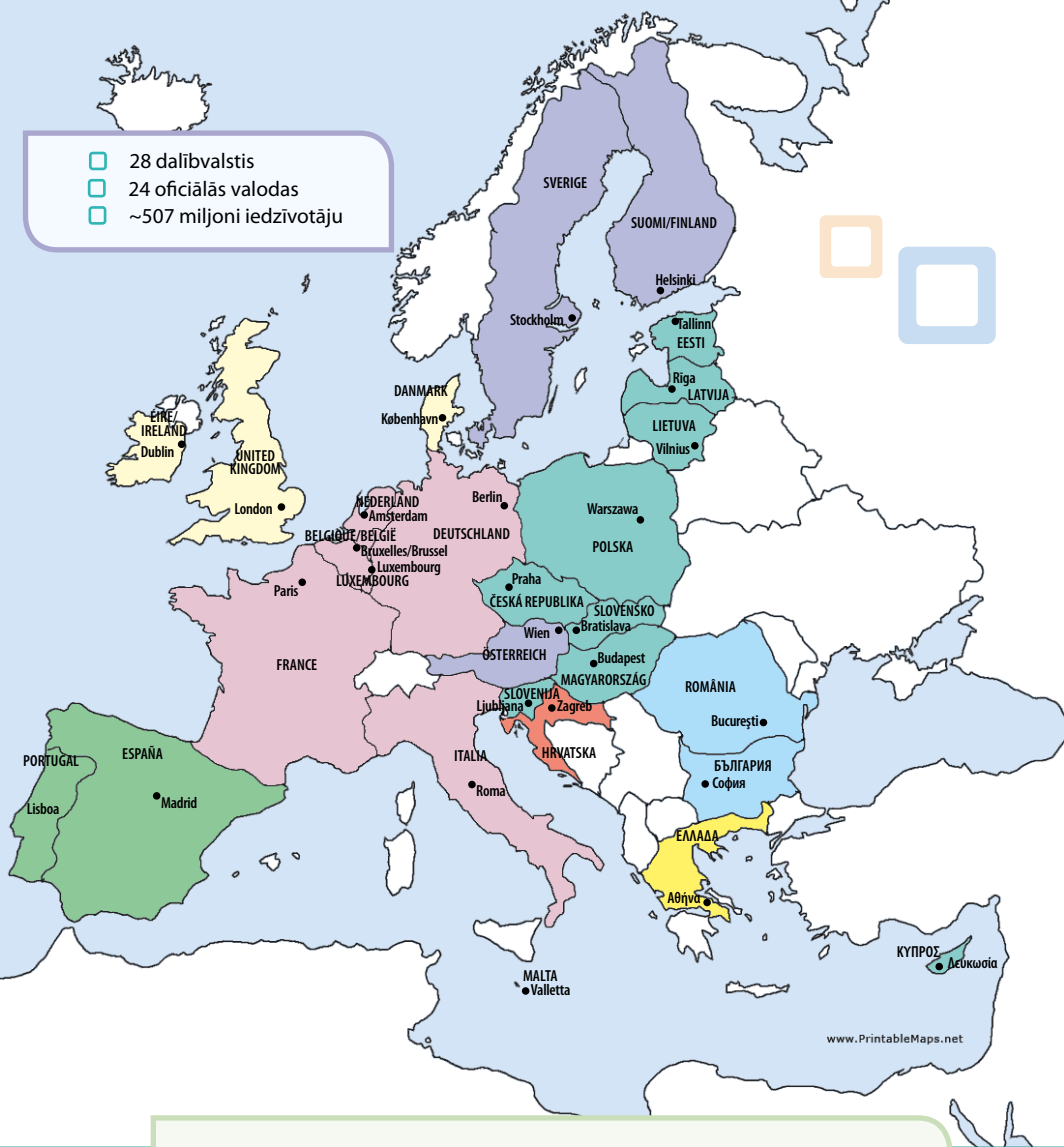 28 dalībvalstis
24 oficiālās valodas
~507 miljoni iedzīvotāju
SVERIGE
SUOMI/FINLAND
Helsinki
Stockholm
Tallinn
EESTI
Rīga
LATVIJA
DANMARK
København
LIETUVA
Vilnius
ÉIRE/
IRELAND
Dublin
UNITED
KINGDOM
London
NEDERLAND
Amsterdam
Berlin
Warszawa
BELGIQUE/BELGIË
DEUTSCHLAND
Bruxelles/Brussel
POLSKA
Luxembourg
LUXEMBOURG
Paris
Praha
ČESKÁ REPUBLIKA
SLOVENSKO
Bratislava
Wien
ÖSTERREICH
Budapest
MAGYARORSZÁG
FRANCE
ROMÂNIA
SLOVENIJA
Ljubljana
Zagreb
Bucureşti
HRVATSKA
ITALIA
Roma
PORTUGAL
ESPAÑA
Lisboa
Madrid
БЪЛГАРИЯ
София
ΕΛΛΑΔΑ
Αθήνα
ΚΥΠΡΟΣ
Λευκωσία
MALTA
Valletta
www.PrintableMaps.net